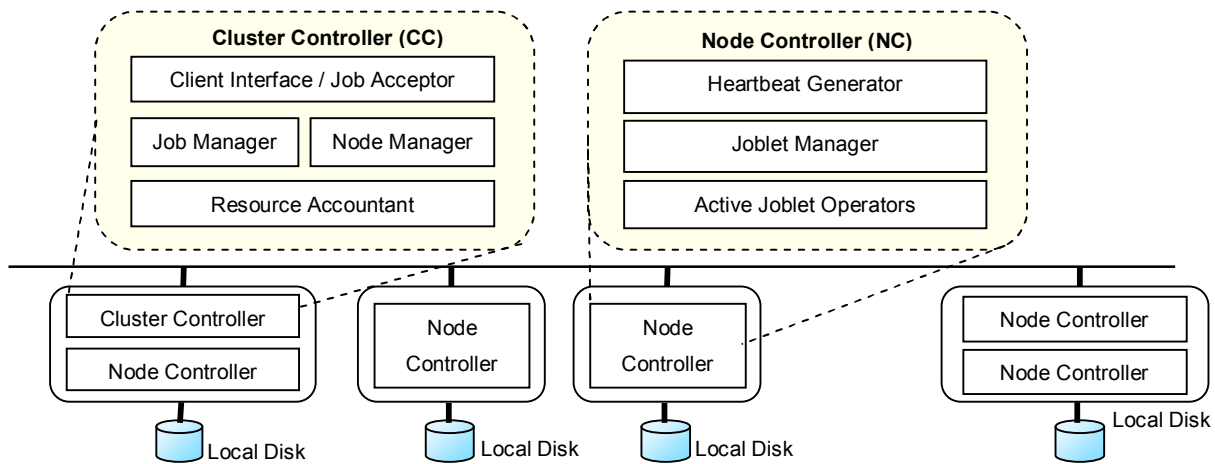 Cluster Controller (CC)
Client Interface / Job Acceptor
Job Manager
Node Manager
Resource Accountant
Node Controller (NC)
Heartbeat Generator
Joblet Manager
Active Joblet Operators
Cluster Controller
Node Controller
Local Disk
Node
Controller
Local Disk
Node
Controller
Local Disk
Node Controller
Node Controller
Local Disk